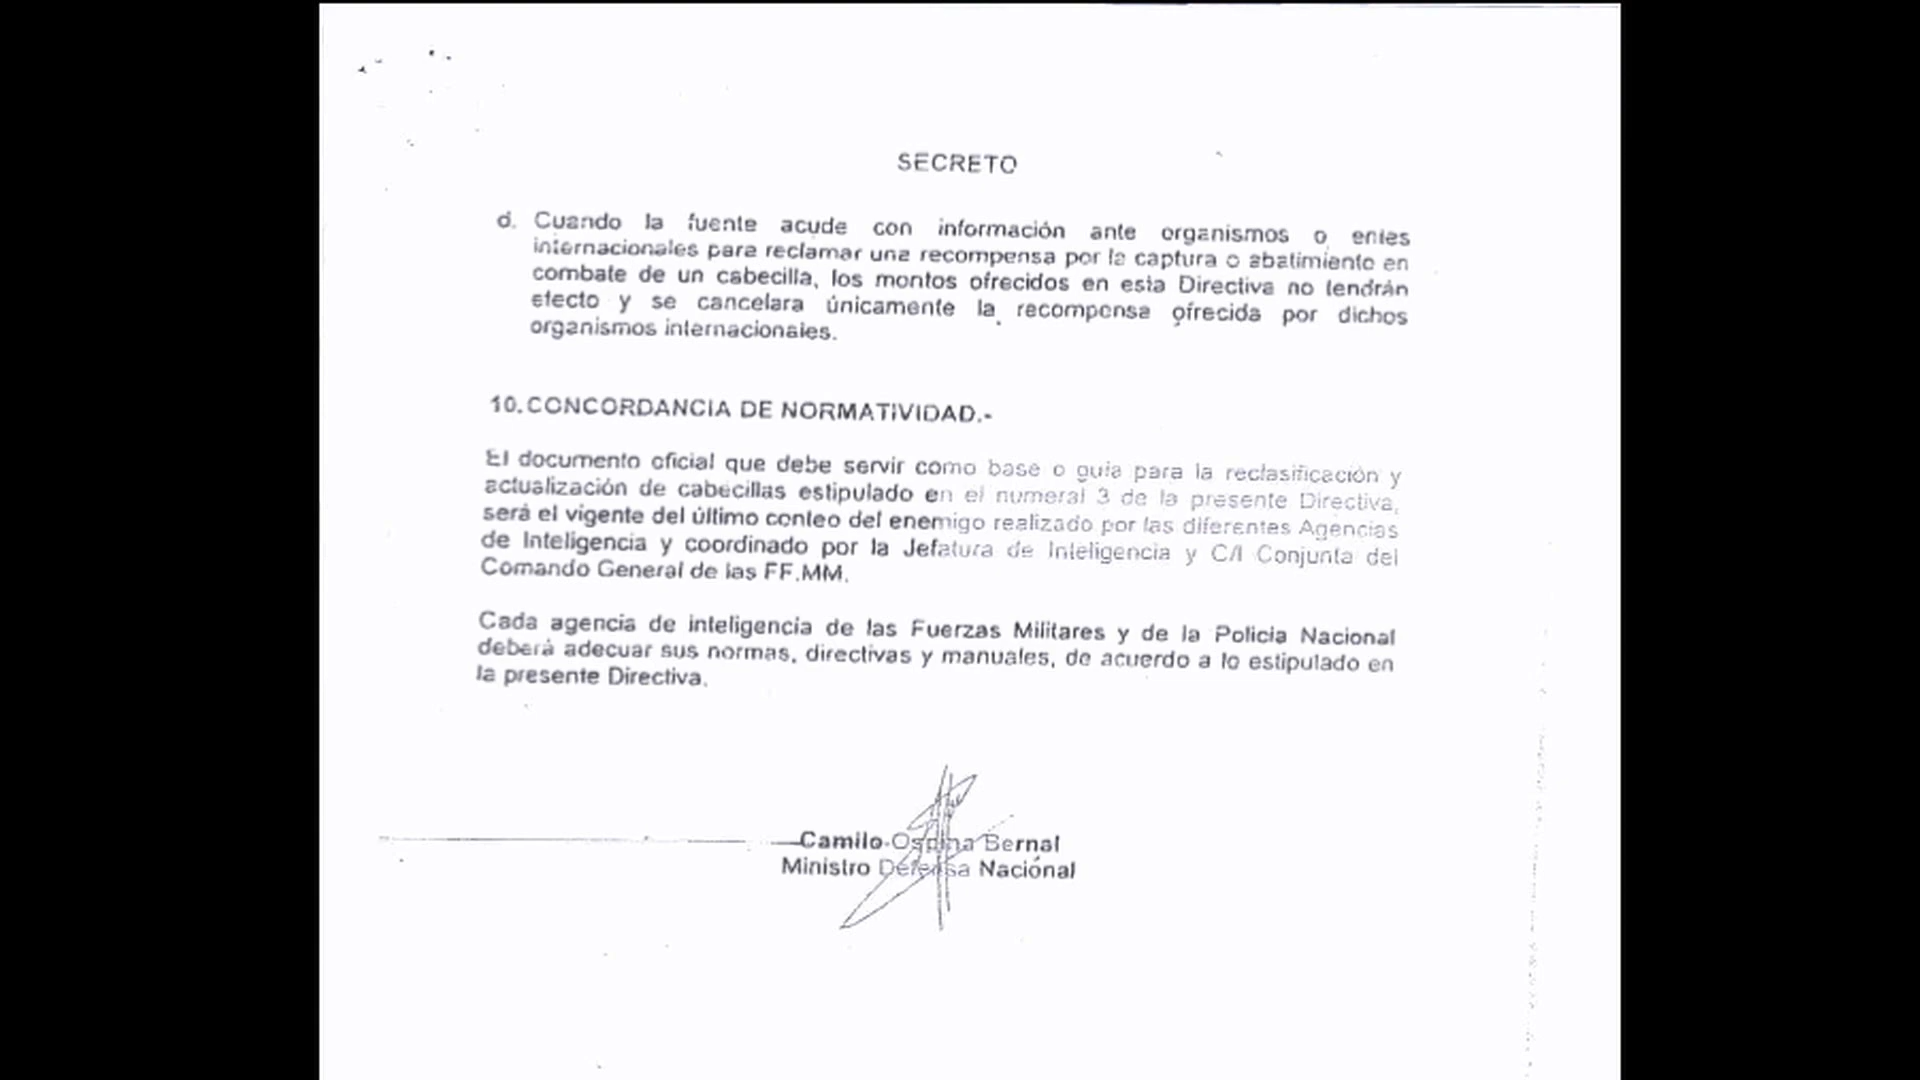 SECRETO
d. Cuando la fuente acude con información ante organismos o entes
internacionales para reclamar una recompensa por la captura o abatimiento en
combate de un cabecilla, los montos ofrecidos en esta Directiva no tendrán
efecto y se cancelara únicamente la recompensa ofrecida por dichos
organismos internacionales.
10. CONCORDANCIA DE NORMATIVIDAD.-
El documento oficial que debe servir como base o guia para la reclasificación y
actualización de cabecillas estipulado en el numeral 3 de la presente Directiva,
será el vigente del último conteo del enemigo realizado por las diferentes Agencias
de Inteligencia y coordinado por la Jefatura de Inteligencia y C/I Conjunta del
Comando General de las FF.MM.
Cada agencia de inteligencia de las Fuerzas Militares y de la Policia Nacional
deberá adecuar sus normas, directivas y manuales, de acuerdo a lo estipulado en
la presente Directiva.
Camilo Ospina Bernal
Ministro Defensa Nacional